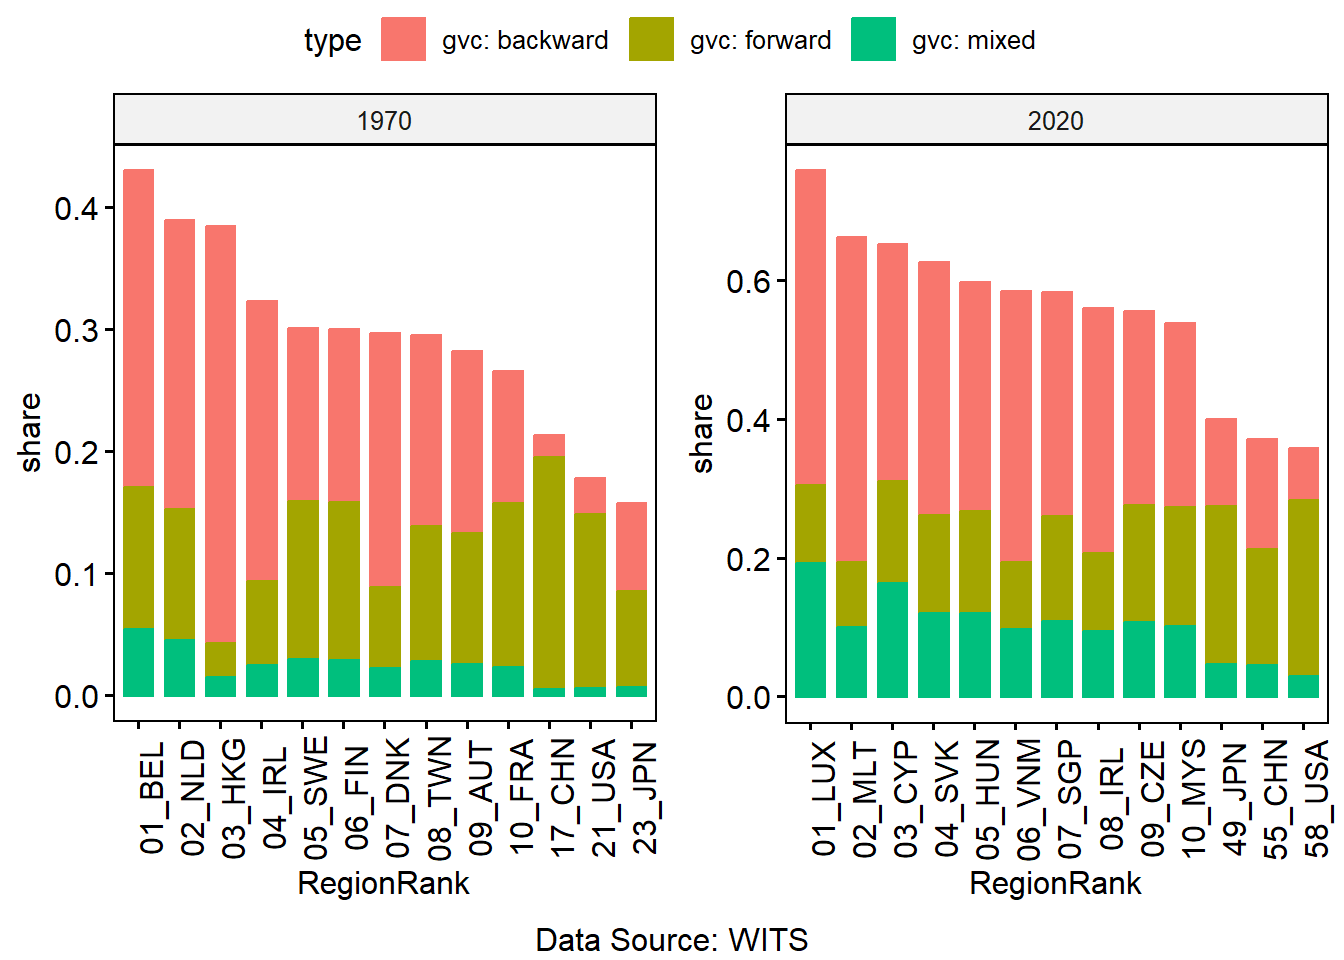 type gvc: backward gvc: forward gvc: mixed
1970
2020
share
0.4
0.3
0.2
0.1
0.0
01_BEL
02_NLD
03_HKG
04_IRL
05_SWE
06_FIN
07_DNK
08_TWN
09_AUT
10_FRA
17_CHN
21_USA
23_JPN
RegionRank
share
0.6
0.4
0.2
0.0
01_LUX
02_MLT
03_CYP
04_SVK
05_HUN
06_VNM
07_SGP
08_IRL
09_CZE
10_MYS
49_JPN
55_CHN
58_USA
RegionRank
Data Source: WITS